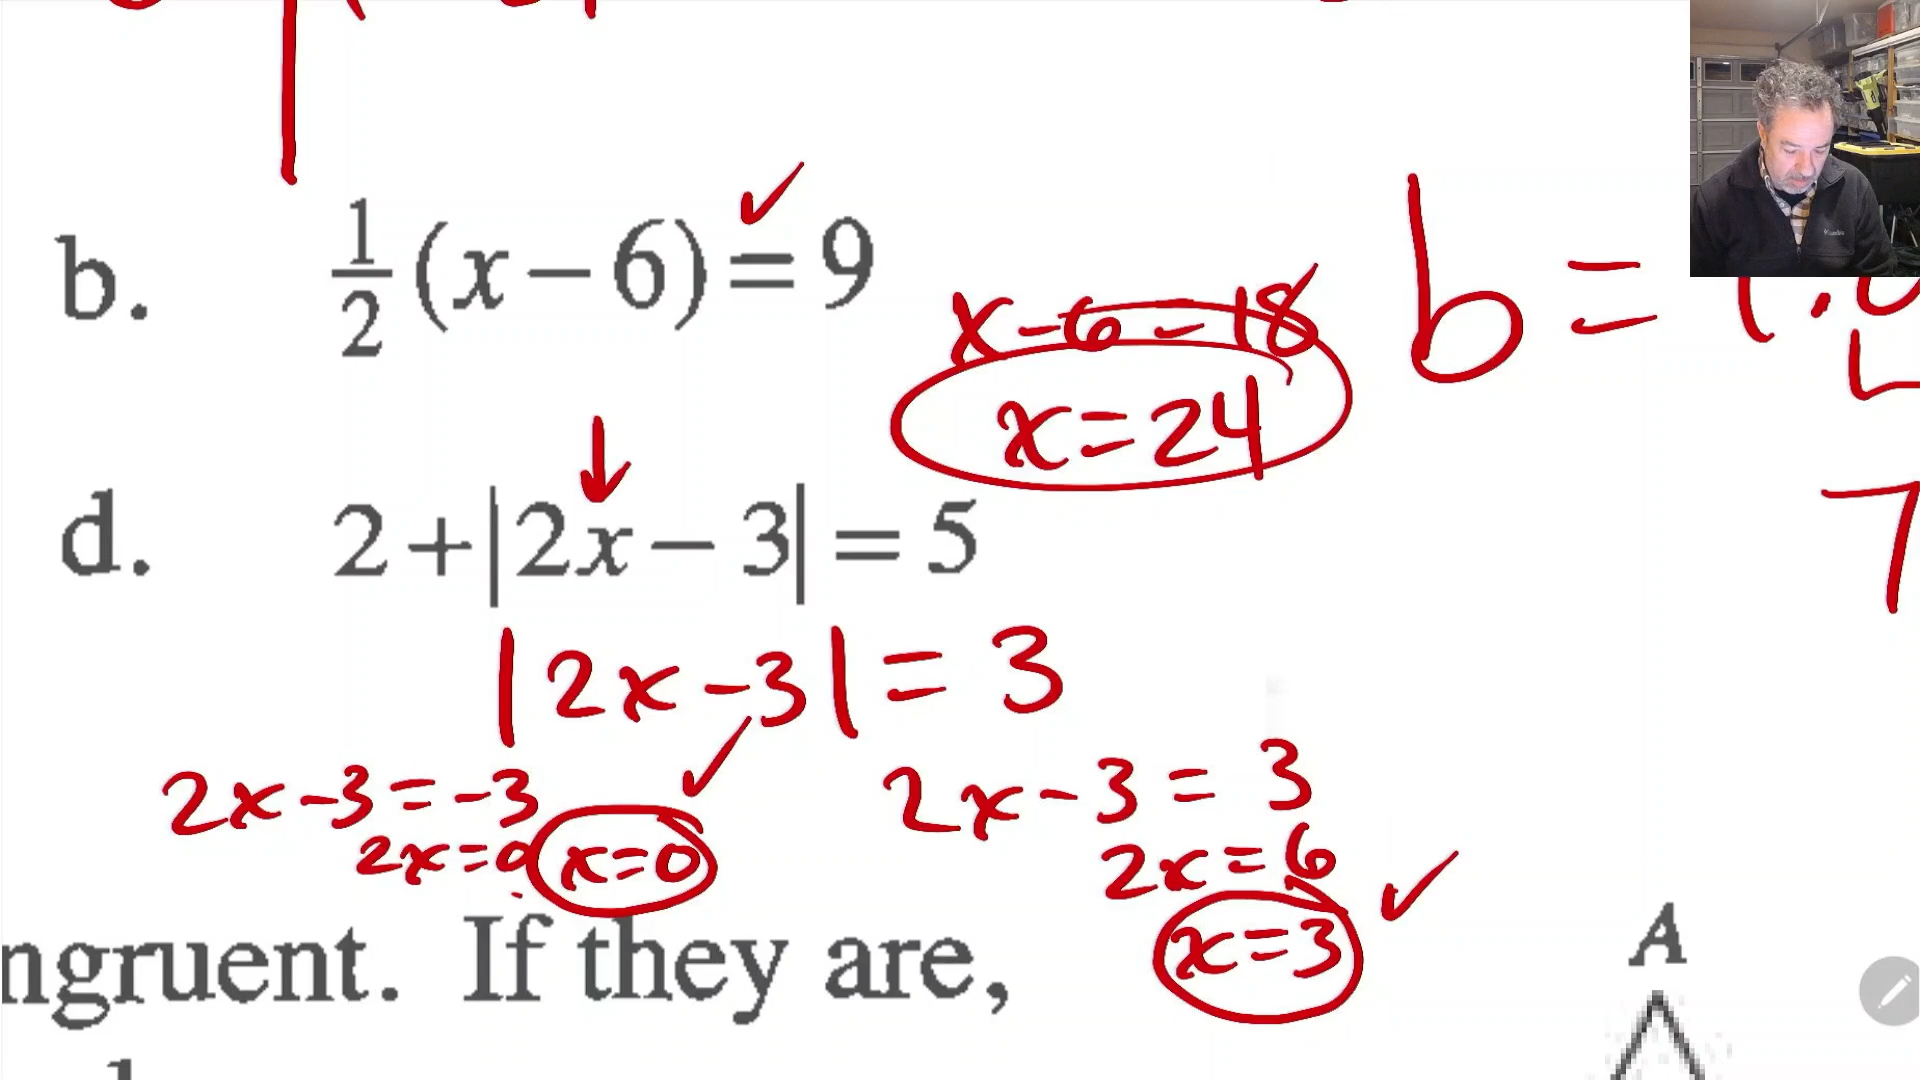 b. 1/2 (x − 6) = 9 ✓
x - 6 = 18
x = 24
b =
d. 2 + |2x − 3| = 5
7
|2x - 3| = 3
2x - 3 = -3
2x - 3 = 3
2x = 0 x = 0 ✓
2x = 6
x = 3 ✓
ngruent. If they are,
A